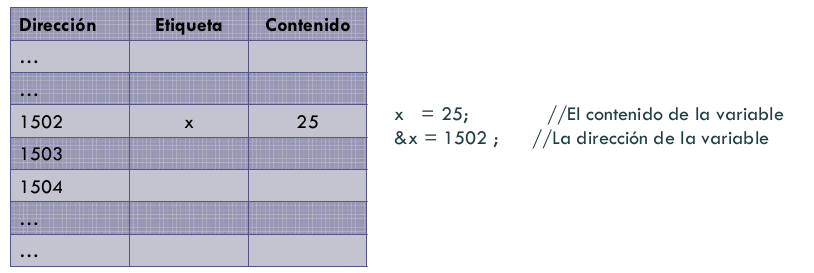 Dirección Etiqueta Contenido
...
...
1502 x 25
1503
1504
...
...
x = 25; //El contenido de la variable
&x = 1502 ; //La dirección de la variable